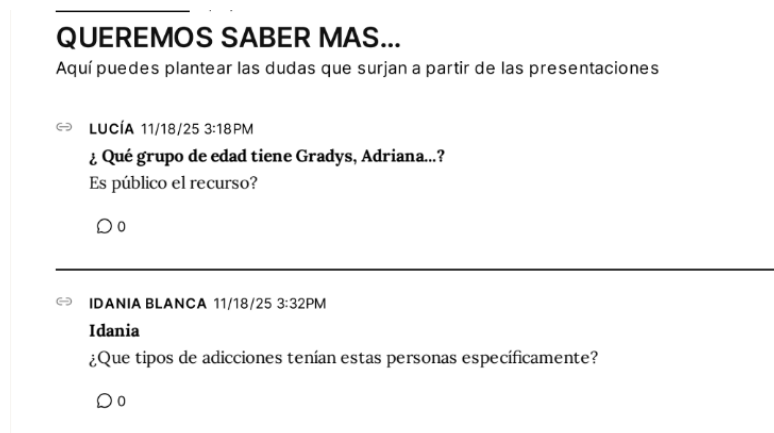 QUEREMOS SABER MAS...
Aquí puedes plantear las dudas que surjan a partir de las presentaciones
LUCÍA 11/18/25 3:18PM
¿ Qué grupo de edad tiene Gradys, Adriana...?
Es público el recurso?
0
IDANIA BLANCA 11/18/25 3:32PM
Idania
¿Que tipos de adicciones tenían estas personas específicamente?
0